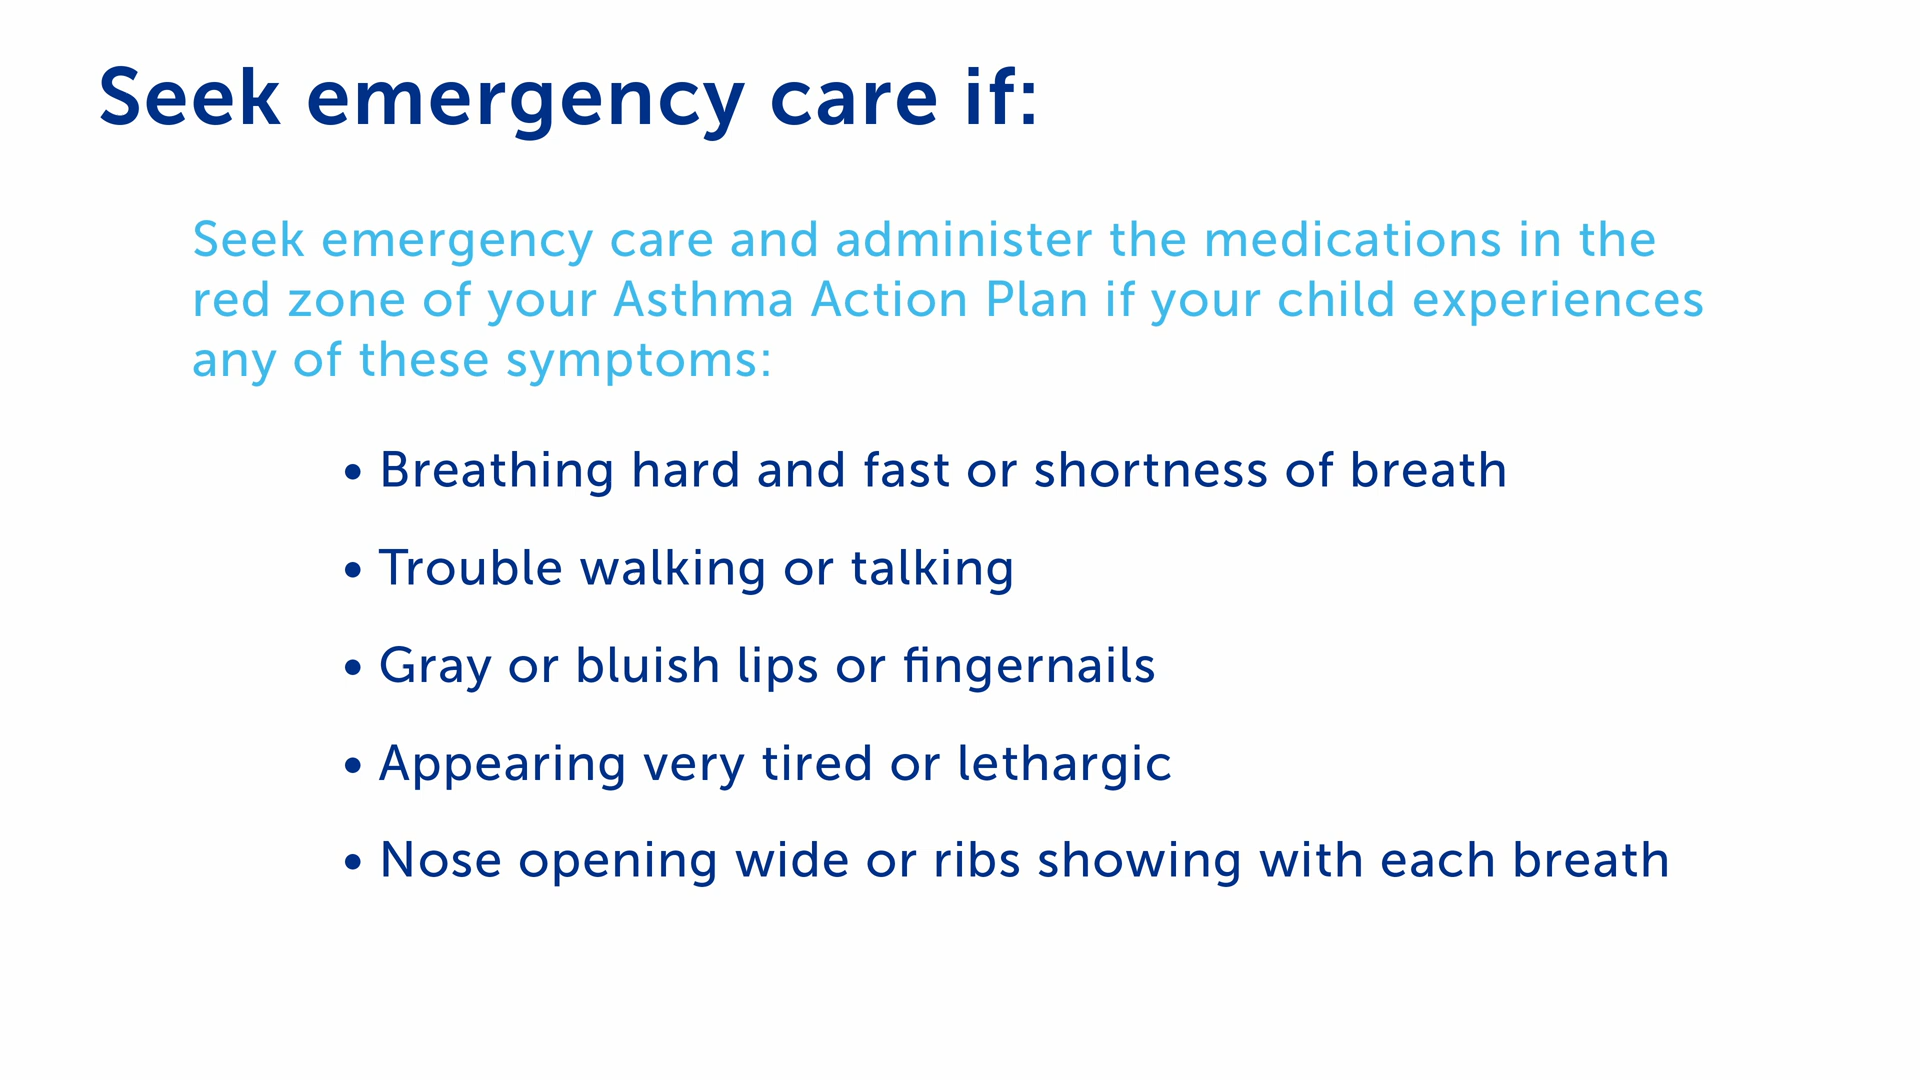 Seek emergency care if:
Seek emergency care and administer the medications in the
red zone of your Asthma Action Plan if your child experiences
any of these symptoms:
• Breathing hard and fast or shortness of breath
• Trouble walking or talking
• Gray or bluish lips or fingernails
• Appearing very tired or lethargic
• Nose opening wide or ribs showing with each breath